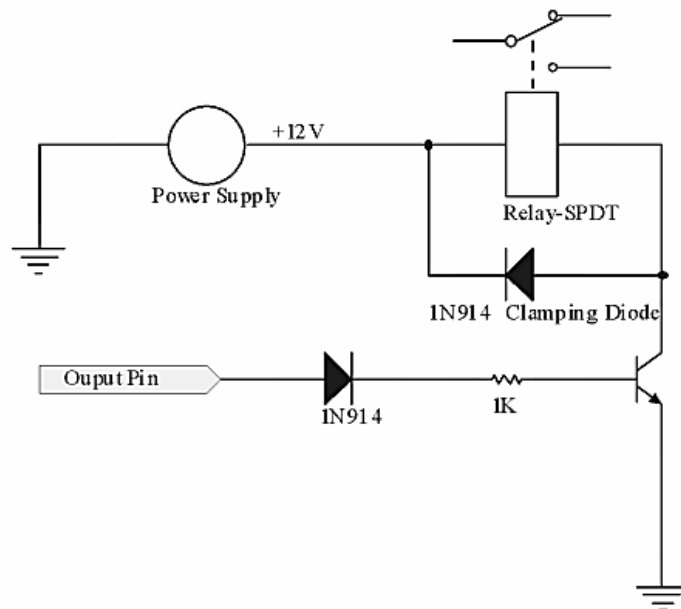 +12V
Power Supply
Relay-SPDT
1N914 Clamping Diode
Ouput Pin
1N914
1K